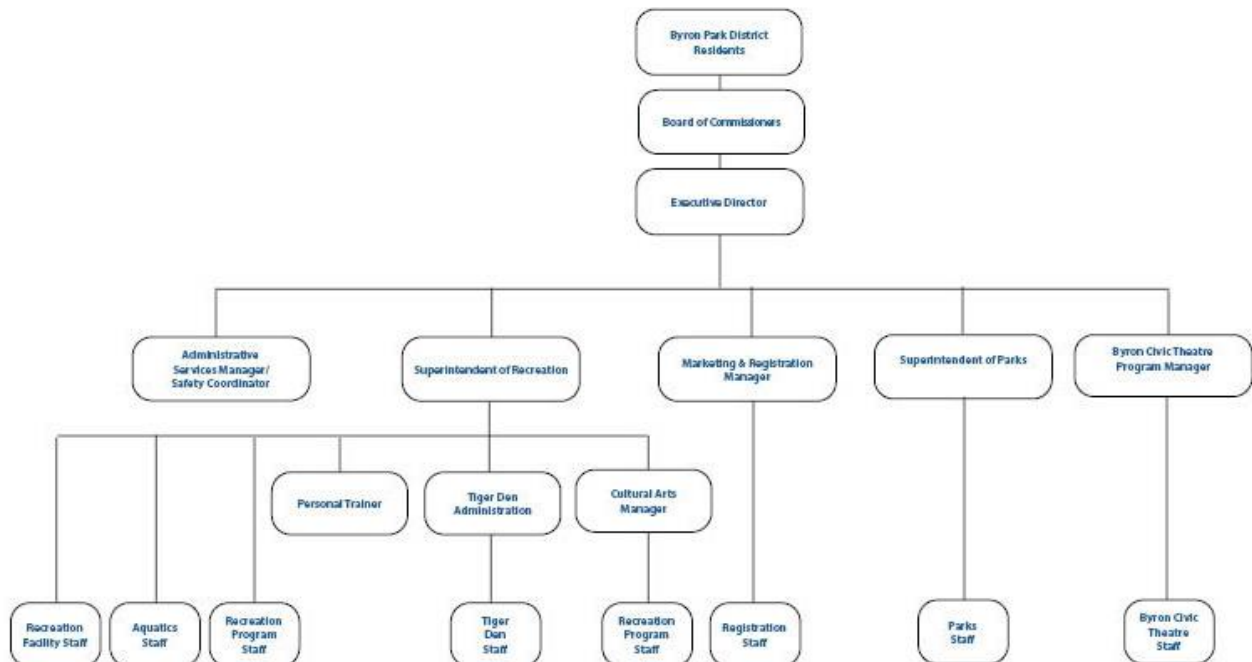 Byron Park District
Residents
Board of Commissioners
Executive Director
Administrative
Services Manager/
Safety Coordinator
Superintendent of Recreation
Marketing & Registration
Manager
Superintendent of Parks
Byron Civic Theatre
Program Manager
Personal Trainer
Tiger Den
Administration
Cultural Arts
Manager
Recreation
Facility Staff
Aquatics
Staff
Recreation
Program
Staff
Tiger
Den
Staff
Recreation
Program
Staff
Registration
Staff
Parks
Staff
Byron Civic
Theatre
Staff